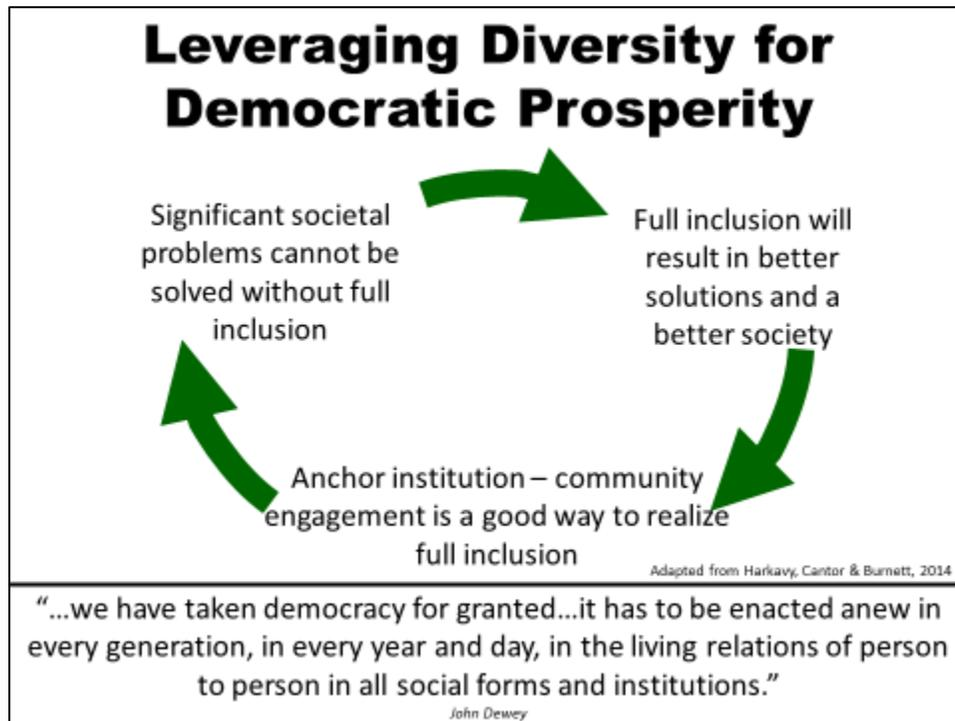 Leveraging Diversity for
Democratic Prosperity
Significant societal
problems cannot be
solved without full
inclusion
Full inclusion will
result in better
solutions and a
better society
Anchor institution – community
engagement is a good way to realize
full inclusion
Adapted from Harkavy, Cantor & Burnett, 2014
“...we have taken democracy for granted...it has to be enacted anew in
every generation, in every year and day, in the living relations of person
to person in all social forms and institutions.”
John Dewey